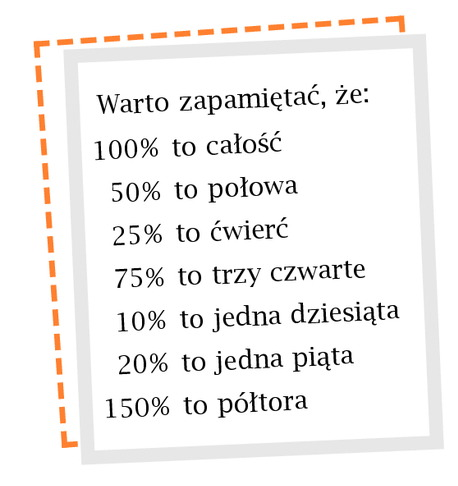 Warto zapamiętać, że:
100% to całość
50% to połowa
25% to ćwierć
75% to trzy czwarte
10% to jedna dziesiąta
20% to jedna piąta
150% to półtora